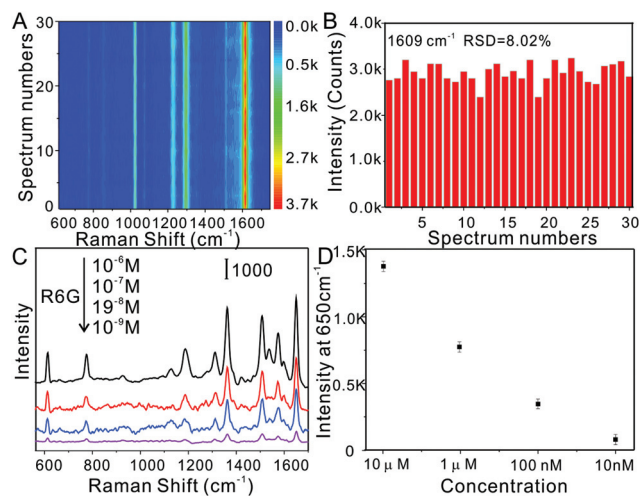 A
Spectrum numbers
30
20
10
0
600 800 1000 1200 1400 1600
Raman Shift (cm⁻¹)
0.0k
0.6k
1.6k
2.7k
3.7k
B
Intensity (Counts)
4.0k
3.0k
2.0k
1.0k
0.0k
1609 cm⁻¹ RSD=8.02%
5 10 15 20 25 30
Spectrum numbers
C
Intensity
R6G
10⁻⁶M
10⁻⁷M
19⁻⁸M
10⁻⁹M
1000
600 800 1000 1200 1400 1600
Raman Shift (cm⁻¹)
D
Intensity at 650cm⁻¹
1.5K
1.0K
0.5K
0.0
10 μ M 1 μ M 100 nM 10nM
Concentration